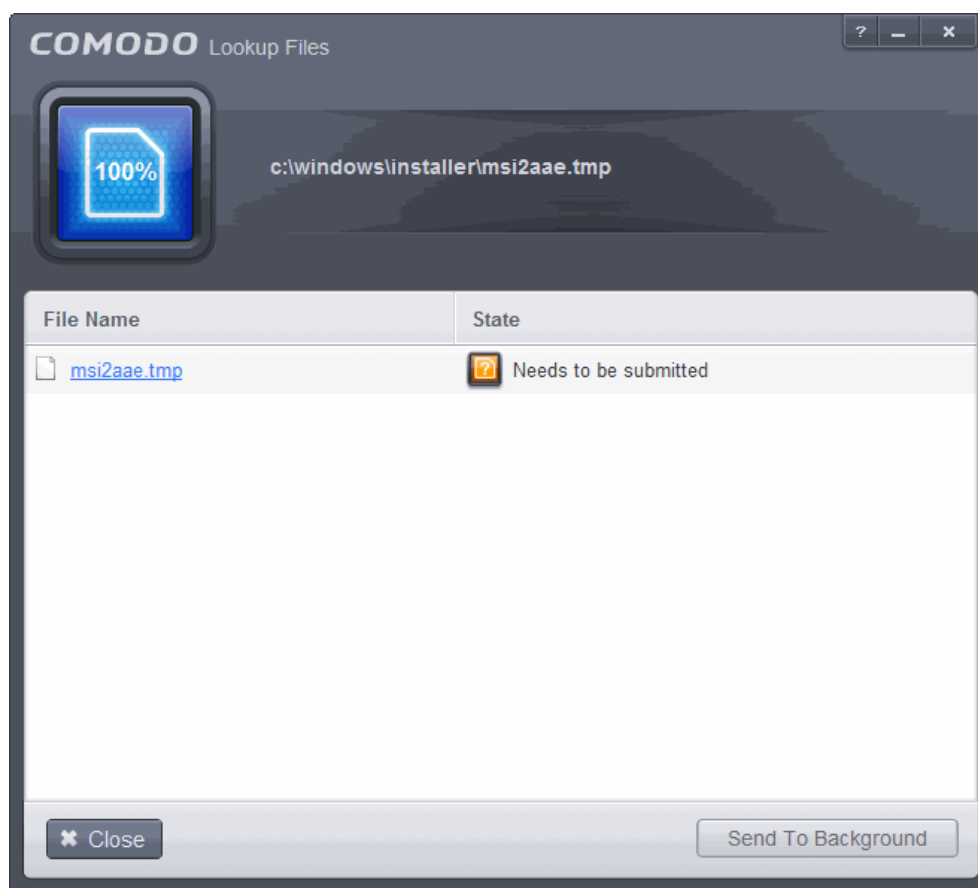 COMODO Lookup Files
? _ x
100%
c:\windows\installer\msi2aae.tmp
File Name State
msi2aae.tmp ? Needs to be submitted
✖ Close Send To Background